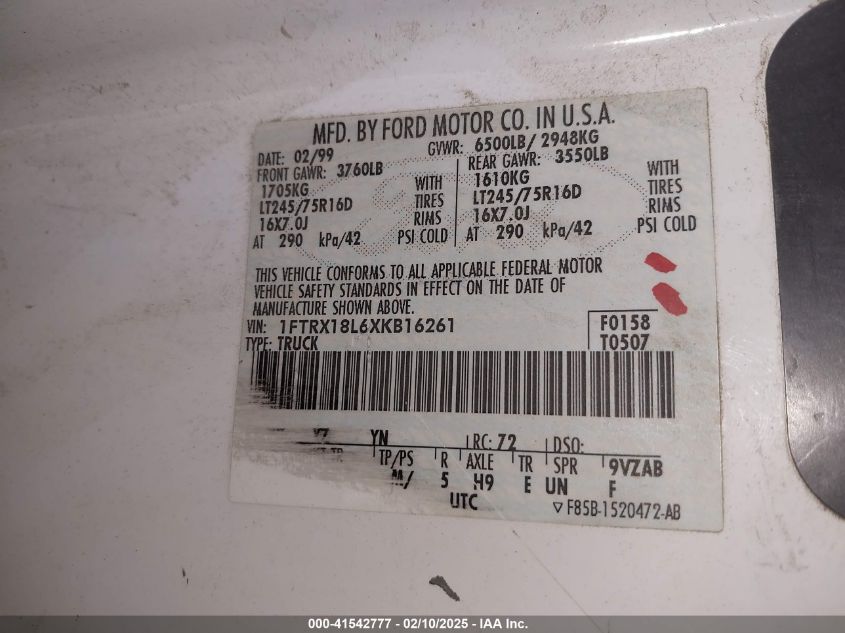 MFD. BY FORD MOTOR CO. IN U.S.A.
DATE: 02/99 GVWR: 6500LB/ 2948KG
FRONT GAWR: 3760LB REAR GAWR: 3550LB
1705KG WITH 1610KG WITH
LT245/75R16D TIRES LT245/75R16D TIRES
16X7.0J RIMS 16X7.0J RIMS
AT 290 kPa/42 PSI COLD AT 290 kPa/42 PSI COLD
THIS VEHICLE CONFORMS TO ALL APPLICABLE FEDERAL MOTOR
VEHICLE SAFETY STANDARDS IN EFFECT ON THE DATE OF
MANUFACTURE SHOWN ABOVE.
VIN: 1FTRX18L6XKB16261 F0158
TYPE: TRUCK T0507
YZ YN RC: 72 DSO:
TP/PS R AXLE TR SPR 9VZAB
M/ 5 H9 E UN F
UTC ▽ F85B-1520472-AB
000-41542777 — 02/10/2025 — IAA Inc.